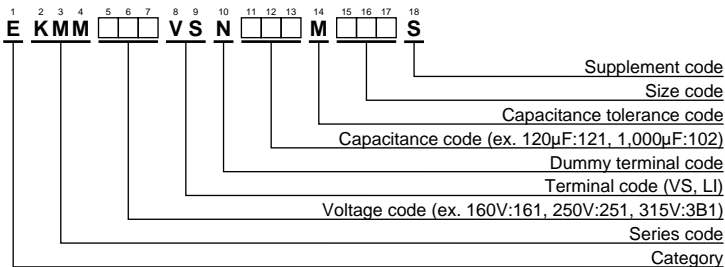 1 2 3 4 5 6 7 8 9 10 11 12 13 14 15 16 17 18
E KMM VS N M S
Supplement code
Size code
Capacitance tolerance code
Capacitance code (ex. 120µF:121, 1,000µF:102)
Dummy terminal code
Terminal code (VS, LI)
Voltage code (ex. 160V:161, 250V:251, 315V:3B1)
Series code
Category